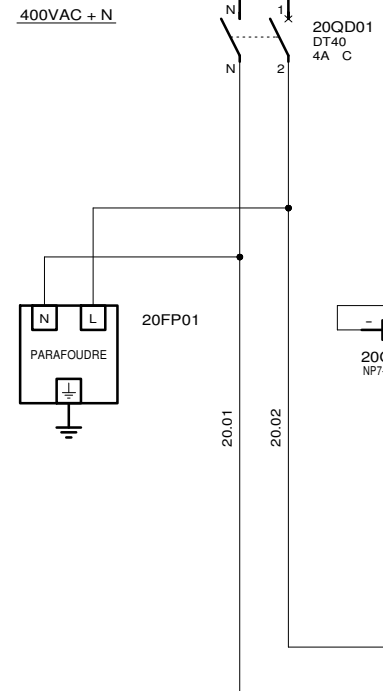 400VAC + N
N
1
20QD01
DT40
4A C
N
2
N
L
20FP01
PARAFOUDRE
20.01
20.02